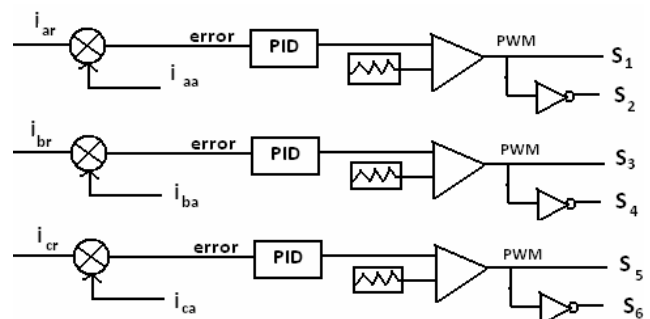 i_ar error PID PWM S_1
i_aa S_2
i_br error PID PWM S_3
i_ba S_4
i_cr error PID PWM S_5
i_ca S_6